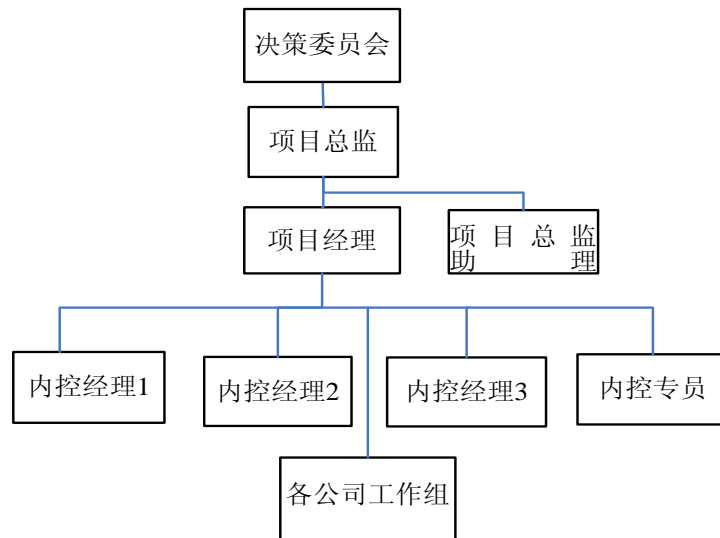 决策委员会
项目总监
项目经理
项目总监
助理
内控经理1
内控经理2
内控经理3
内控专员
各公司工作组